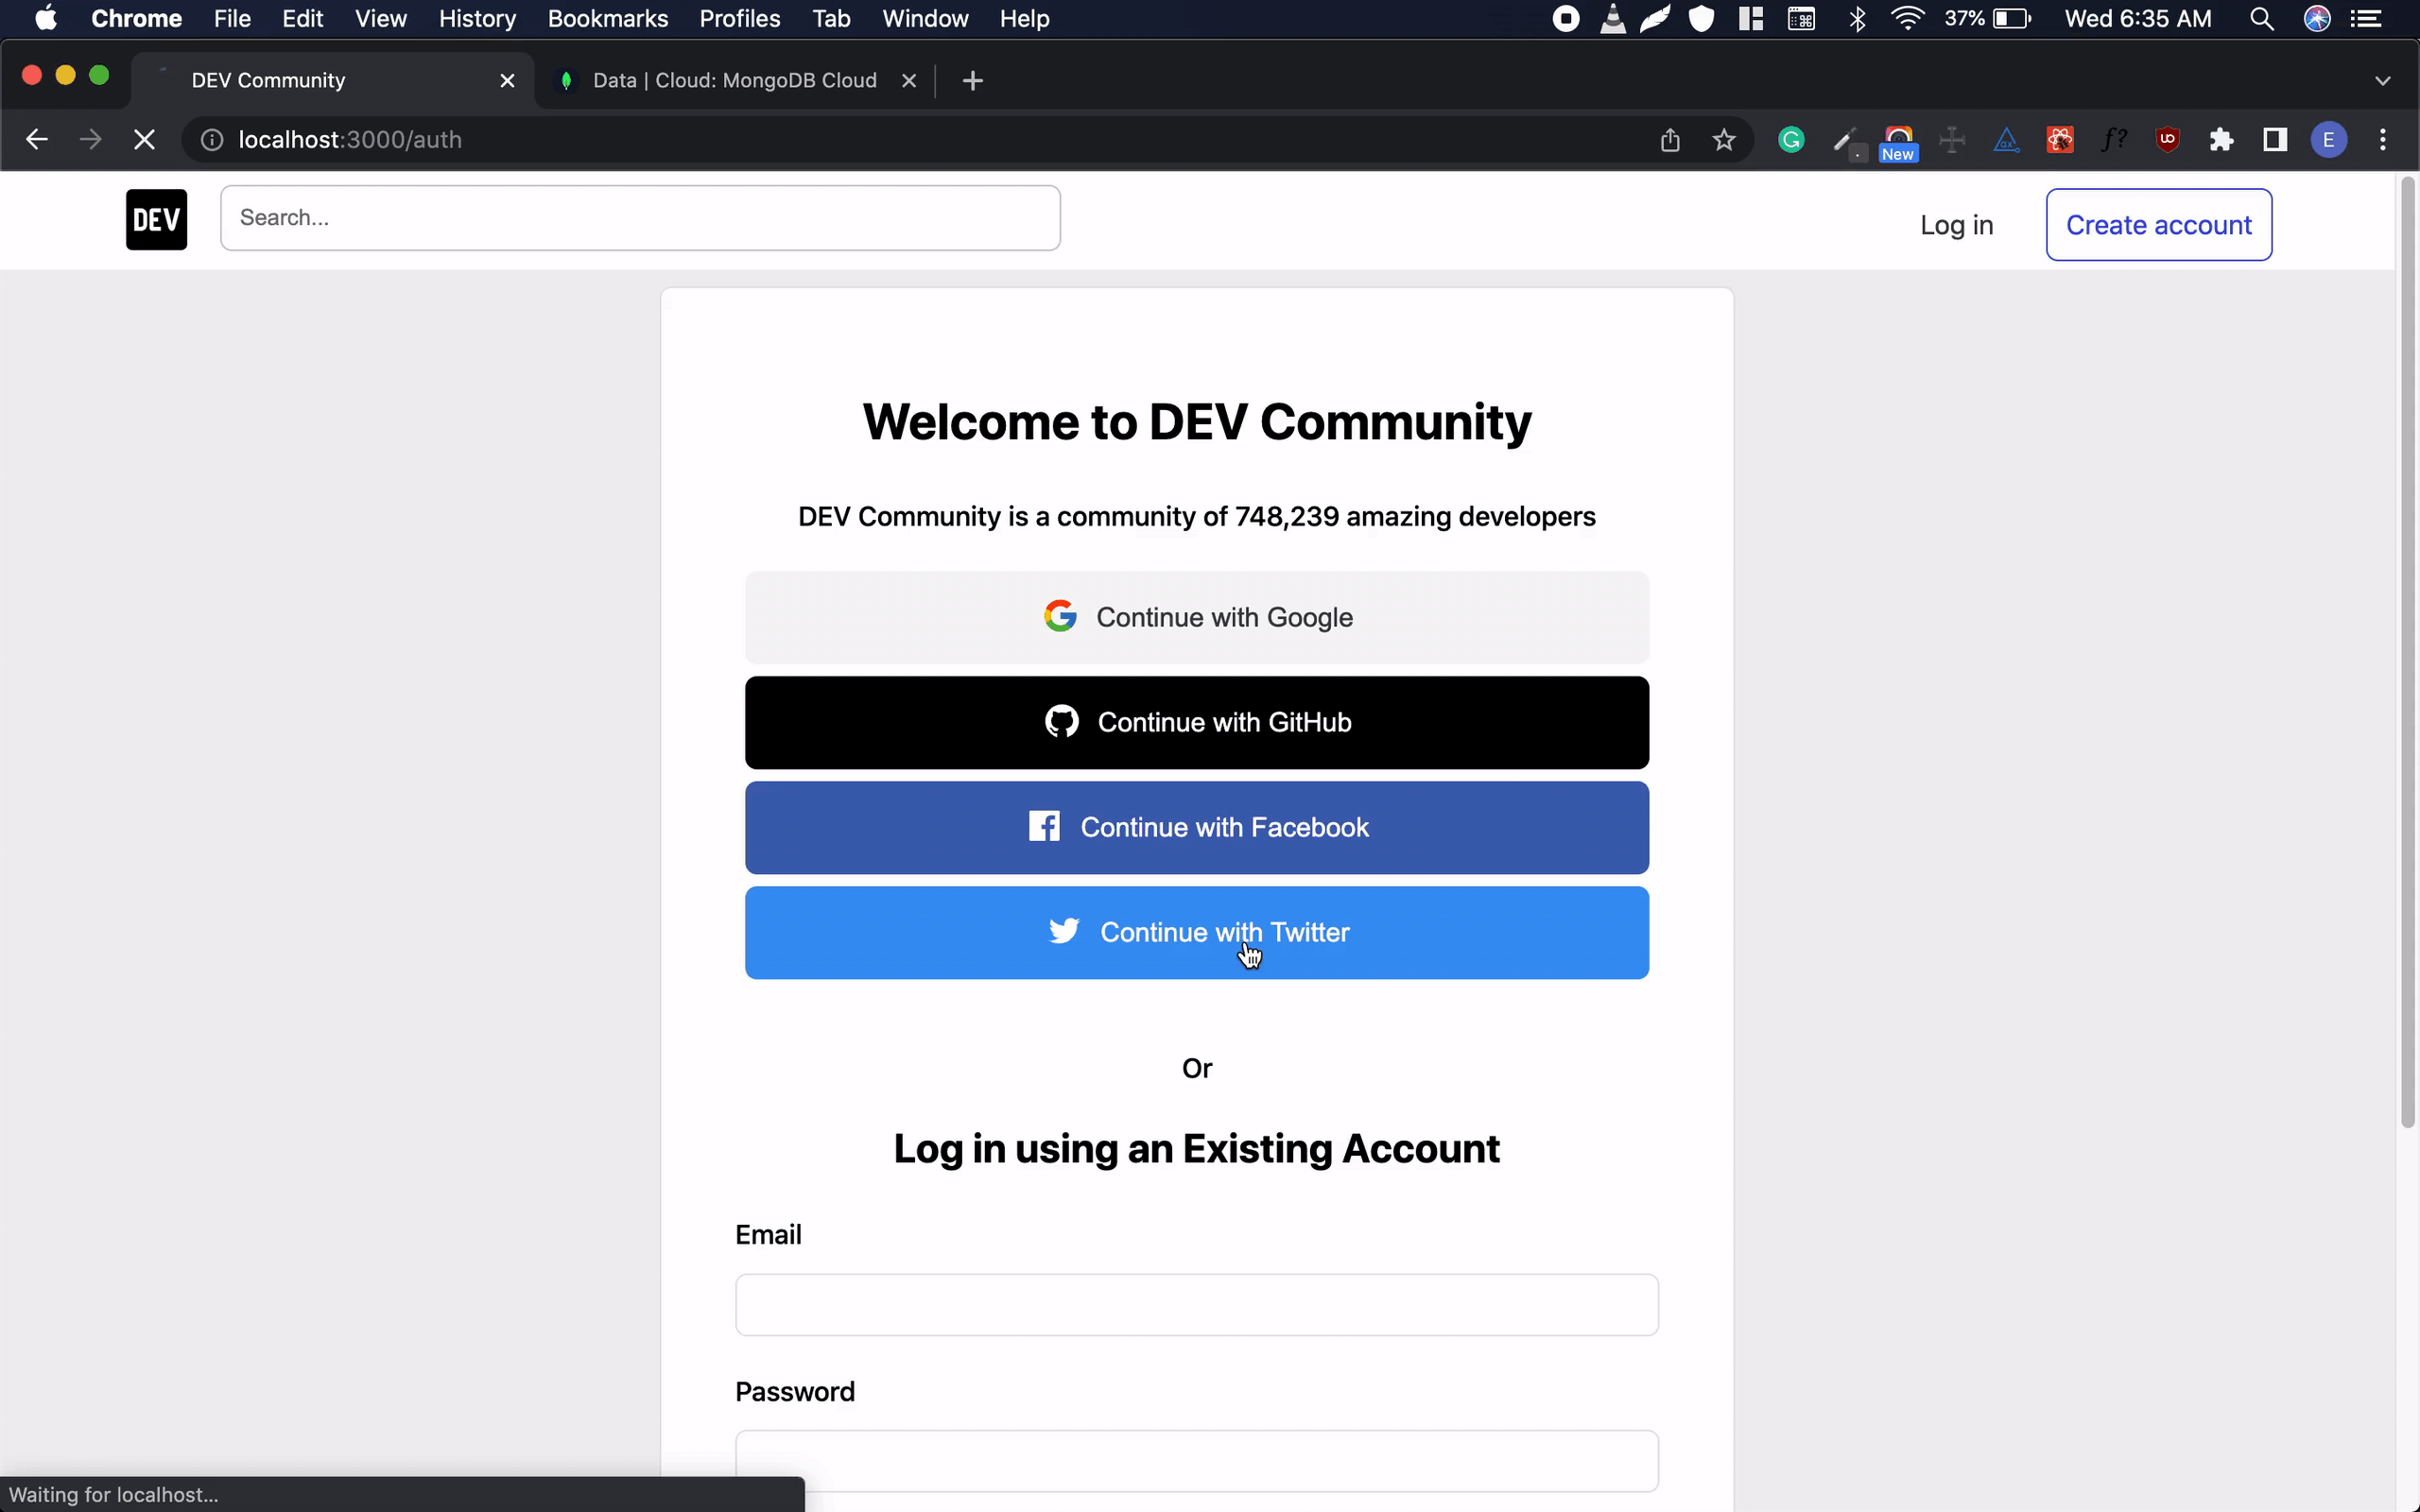 Chrome File Edit View History Bookmarks Profiles Tab Window Help 37% Wed 6:35 AM
DEV Community Data | Cloud: MongoDB Cloud
localhost:3000/auth New E
DEV Search... Log in Create account
Welcome to DEV Community
DEV Community is a community of 748,239 amazing developers
Continue with Google
Continue with GitHub
Continue with Facebook
Continue with Twitter
Or
Log in using an Existing Account
Email
Password
Waiting for localhost...